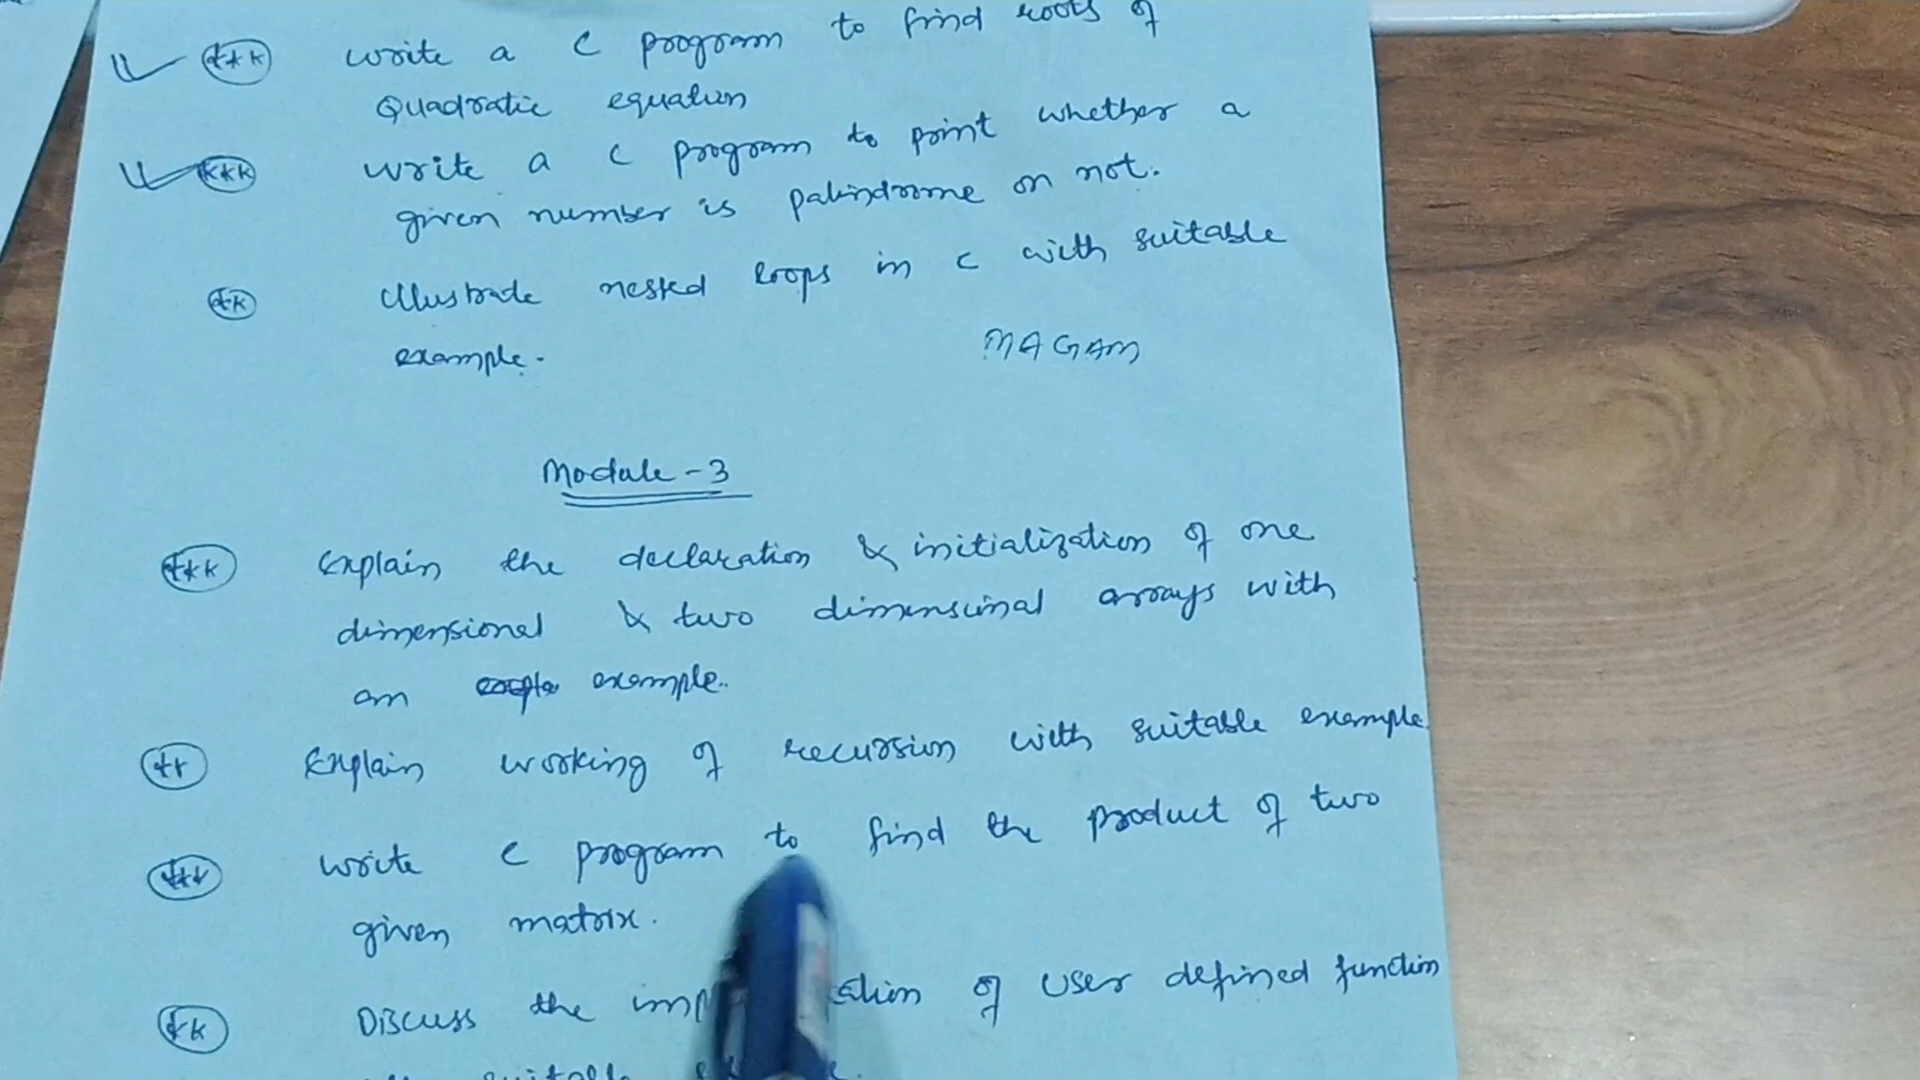 *** Write a C program to find roots of
Quadratic equation
*** Write a C program to print whether a
given number is palindrome or not.
** Illustrate nested loops in C with suitable
example.
MAGAM
Module-3
*** Explain the declaration & initialization of one
dimensional & two dimensional arrays with
an example.
** Explain working of recursion with suitable example
*** Write C program to find the product of two
given matrix.
** Discuss the of user defined function
suitable